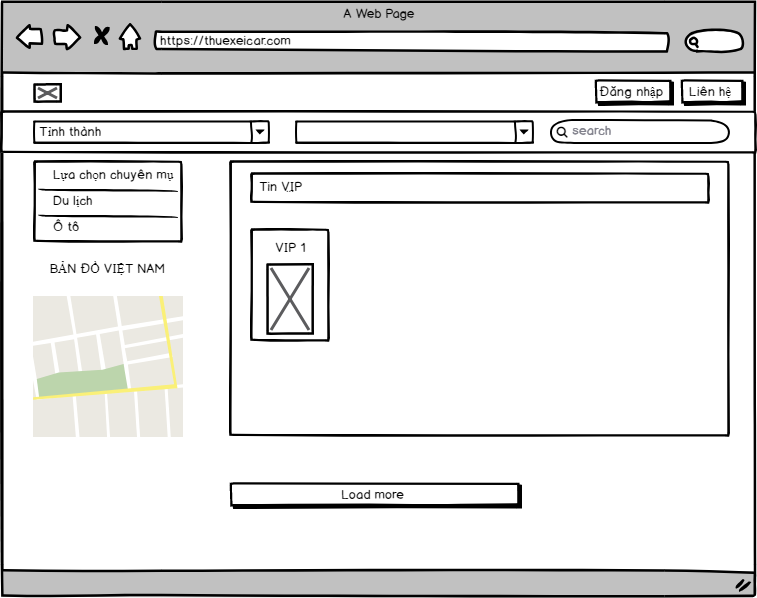 A Web Page
https://thuexeicar.com
Đăng nhập
Liên hệ
Tỉnh thành
search
Lựa chọn chuyên mụ
Du lịch
Ô tô
BẢN ĐỒ VIỆT NAM
Tin VIP
VIP 1
Load more